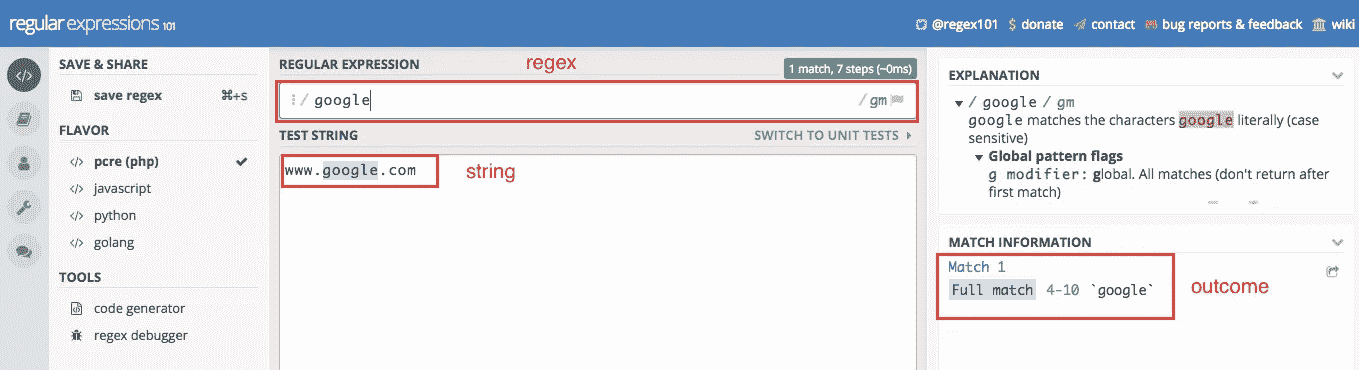 regular expressions 101
@regex101 $ donate contact bug reports & feedback wiki
SAVE & SHARE
save regex ⌘+S
FLAVOR
</> pcre (php)
</> javascript
</> python
</> golang
TOOLS
code generator
regex debugger
REGULAR EXPRESSION regex 1 match, 7 steps (~0ms)
/ google / gm
TEST STRING SWITCH TO UNIT TESTS
www.google.com string
EXPLANATION
/ google / gm
google matches the characters google literally (case
sensitive)
Global pattern flags
g modifier: global. All matches (don't return after
first match)
MATCH INFORMATION
Match 1
Full match 4-10 `google` outcome